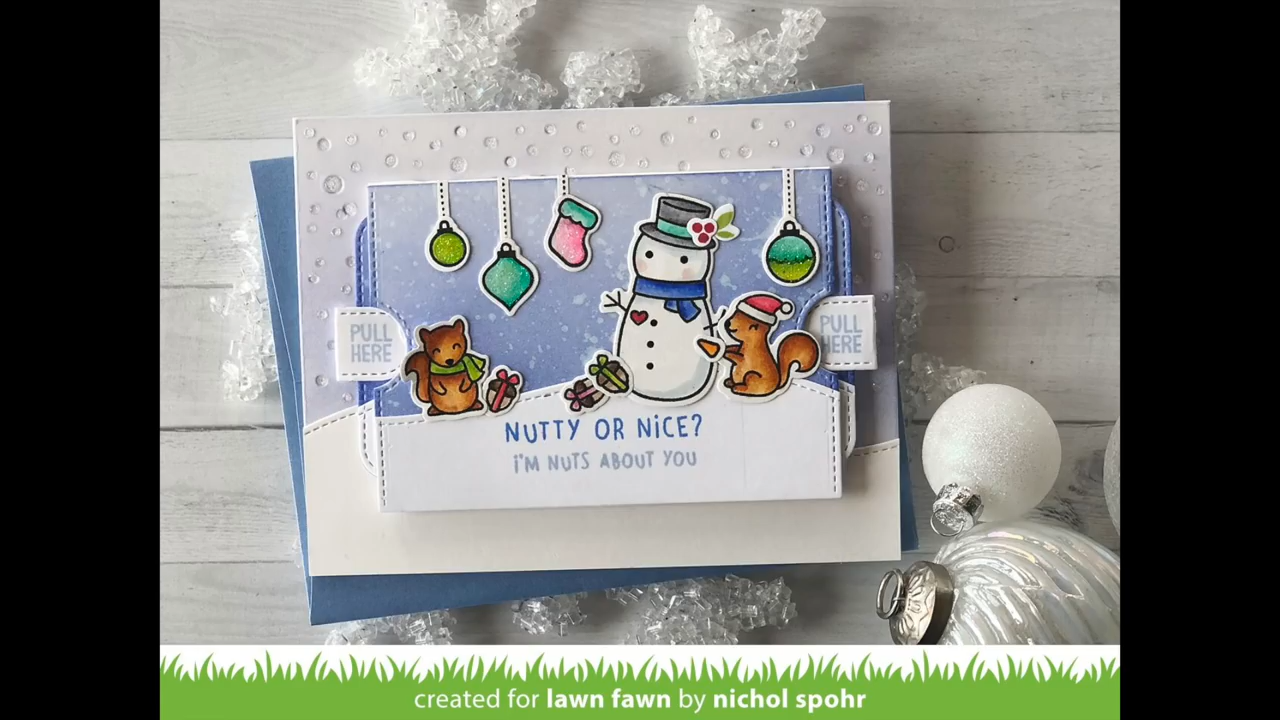 PULL
HERE
PULL
HERE
NUTTY OR NiCE?
i'M NUTS ABOUT YOU
created for lawn fawn by nichol spohr